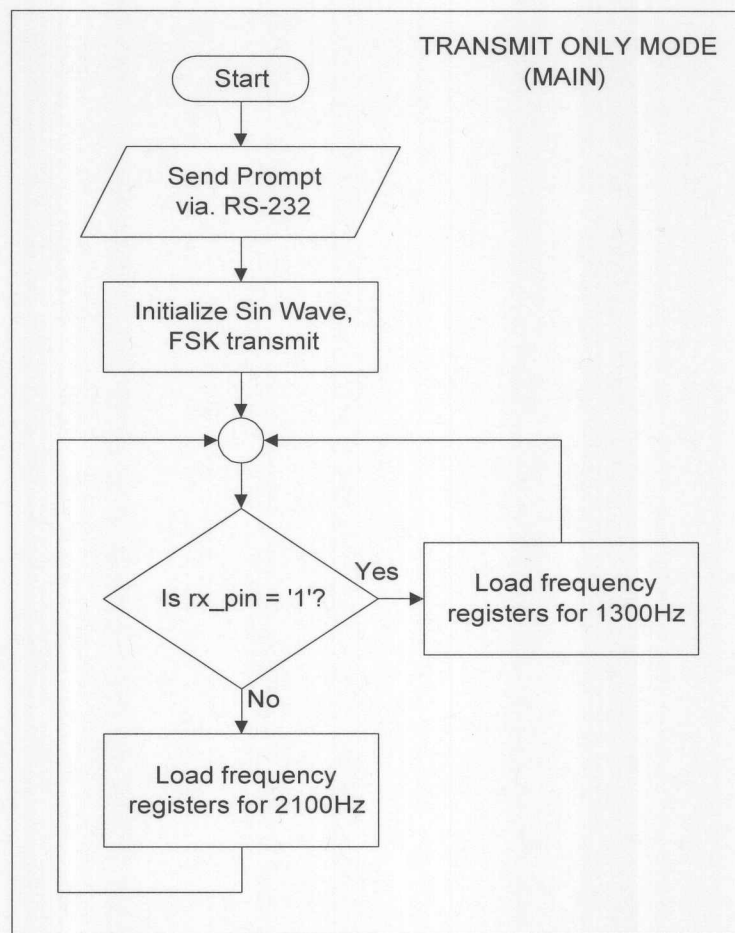 TRANSMIT ONLY MODE
(MAIN)
Start
Send Prompt
via. RS-232
Initialize Sin Wave,
FSK transmit
Is rx_pin = '1'?
Yes
Load frequency
registers for 1300Hz
No
Load frequency
registers for 2100Hz